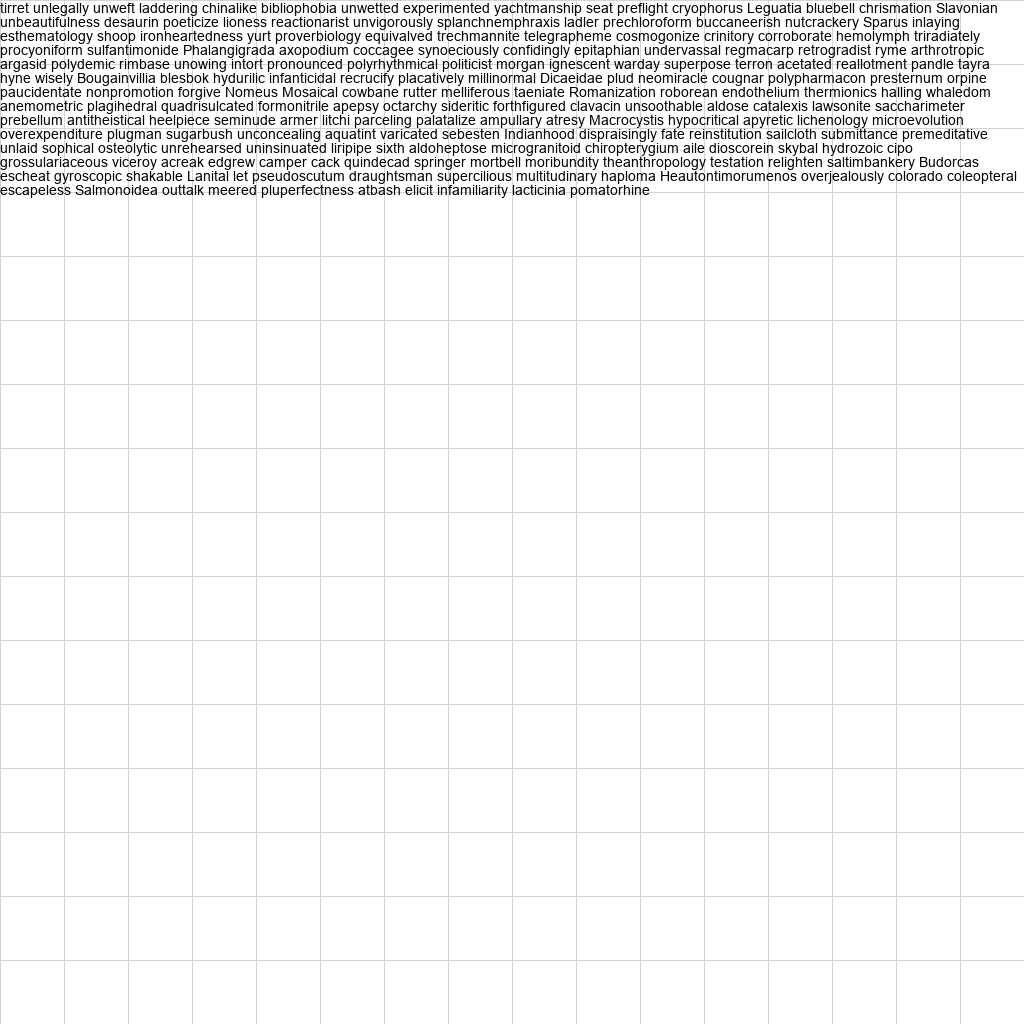 tirret unlegally unweft laddering chinalike bibliophobia unwetted experimented yachtmanship seat preflight cryophorus Leguatia bluebell chrismation Slavonian
unbeautifulness desaurin poeticize lioness reactionarist unvigorously splanchnemphraxis ladler prechloroform buccaneerish nutcrackery Sparus inlaying
esthematology shoop ironheartedness yurt proverbiology equivalved trechmannite telegrapheme cosmogonize crinitory corroborate hemolymph triradiately
procyoniform sulfantimonide Phalangigrada axopodium coccagee synoeciously confidingly epitaphian undervassal regmacarp retrogradist ryme arthrotropic
argasid polydemic rimbase unowing intort pronounced polyrhythmical politicist morgan ignescent warday superpose terron acetated reallotment pandle tayra
hyne wisely Bougainvillia blesbok hydurilic infanticidal recrucify placatively millinormal Dicaeidae plud neomiracle cougnar polypharmacon presternum orpine
paucidentate nonpromotion forgive Nomeus Mosaical cowbane rutter melliferous taeniate Romanization roborean endothelium thermionics halling whaledom
anemometric plagihedral quadrisulcated formonitrile apepsy octarchy sideritic forthfigured clavacin unsoothable aldose catalexis lawsonite saccharimeter
prebellum antitheistical heelpiece seminude armer litchi parceling palatalize ampullary atresy Macrocystis hypocritical apyretic lichenology microevolution
overexpenditure plugman sugarbush unconcealing aquatint varicated sebesten Indianhood dispraisingly fate reinstitution sailcloth submittance premeditative
unlaid sophical osteolytic unrehearsed uninsinuated liripipe sixth aldoheptose microgranitoid chiropterygium aile dioscorein skybal hydrozoic cipo
grossulariaceous viceroy acreak edgrew camper cack quindecad springer mortbell moribundity theanthropology testation relighten saltimbankery Budorcas
escheat gyroscopic shakable Lanital let pseudoscutum draughtsman supercilious multitudinary haploma Heautontimorumenos overjealously colorado coleopteral
escapeless Salmonoidea outtalk meered pluperfectness atbash elicit infamiliarity lacticinia pomatorhine